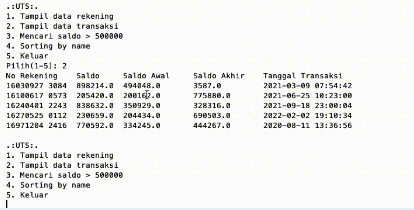 .:UTS:.
1. Tampil data rekening
2. Tampil data transaksi
3. Mencari saldo > 500000
4. Sorting by name
5. Keluar
Pilih(1-5): 2
No Rekening Saldo Saldo Awal Saldo Akhir Tanggal Transaksi
16030927 3084 898214.0 494048.0 3587.0 2021-03-09 07:54:42
16100617 0573 205420.0 200162.0 775880.0 2021-06-25 10:23:00
16240401 2243 838632.0 350929.0 328316.0 2021-09-18 23:00:04
16270525 0112 230659.0 204434.0 690503.0 2022-02-02 19:10:34
16971204 2416 770592.0 334245.0 444267.0 2020-08-11 13:36:56
.:UTS:.
1. Tampil data rekening
2. Tampil data transaksi
3. Mencari saldo > 500000
4. Sorting by name
5. Keluar